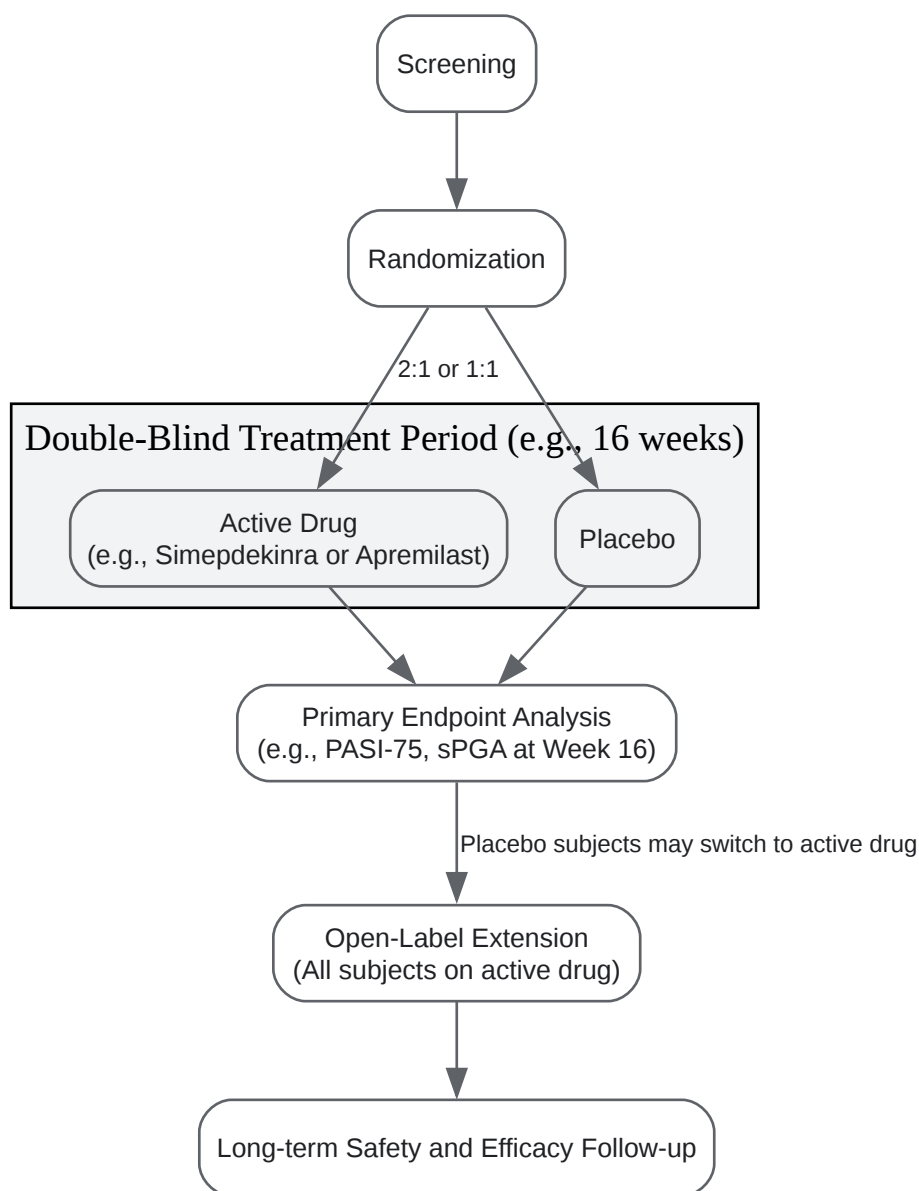 Screening
Randomization
2:1 or 1:1
Double-Blind Treatment Period (e.g., 16 weeks)
Active Drug
(e.g., Simepdekinra or Apremilast)
Placebo
Primary Endpoint Analysis
(e.g., PASI-75, sPGA at Week 16)
Placebo subjects may switch to active drug
Open-Label Extension
(All subjects on active drug)
Long-term Safety and Efficacy Follow-up